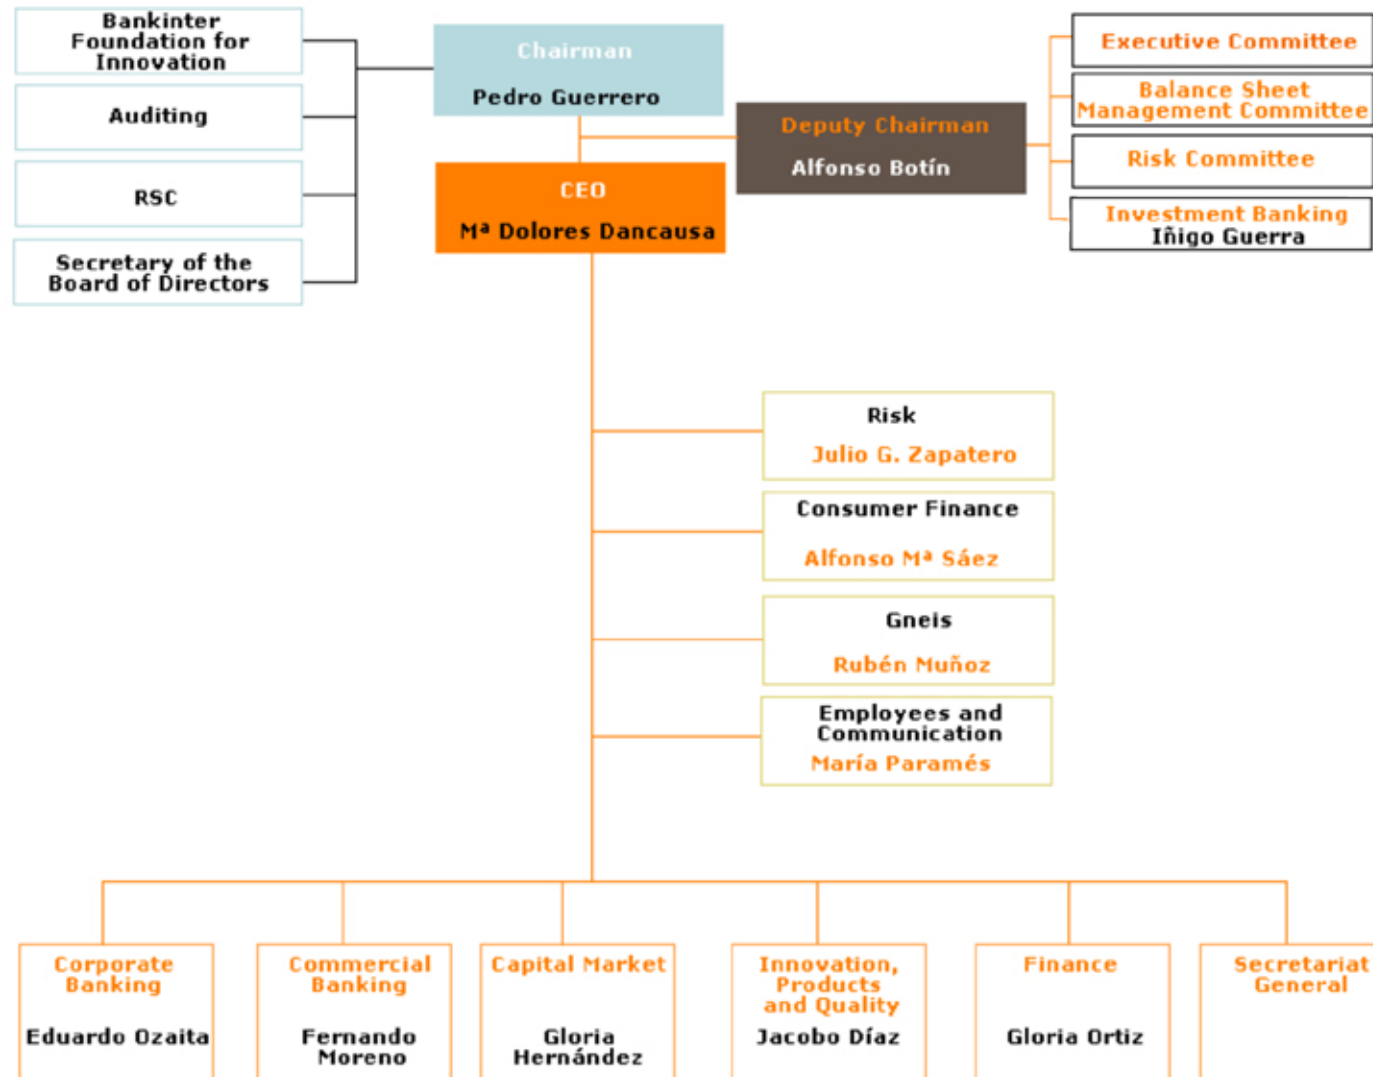 Bankinter
Foundation for
Innovation
Auditing
RSC
Secretary of the
Board of Directors
Chairman
Pedro Guerrero
CEO
Mª Dolores Dancausa
Deputy Chairman
Alfonso Botín
Executive Committee
Balance Sheet
Management Committee
Risk Committee
Investment Banking
Iñigo Guerra
Risk
Julio G. Zapatero
Consumer Finance
Alfonso Mª Sáez
Gneis
Rubén Muñoz
Employees and
Communication
María Paramés
Corporate
Banking
Eduardo Ozaita
Commercial
Banking
Fernando
Moreno
Capital Market
Gloria
Hernández
Innovation,
Products
and Quality
Jacobo Díaz
Finance
Gloria Ortiz
Secretariat
General